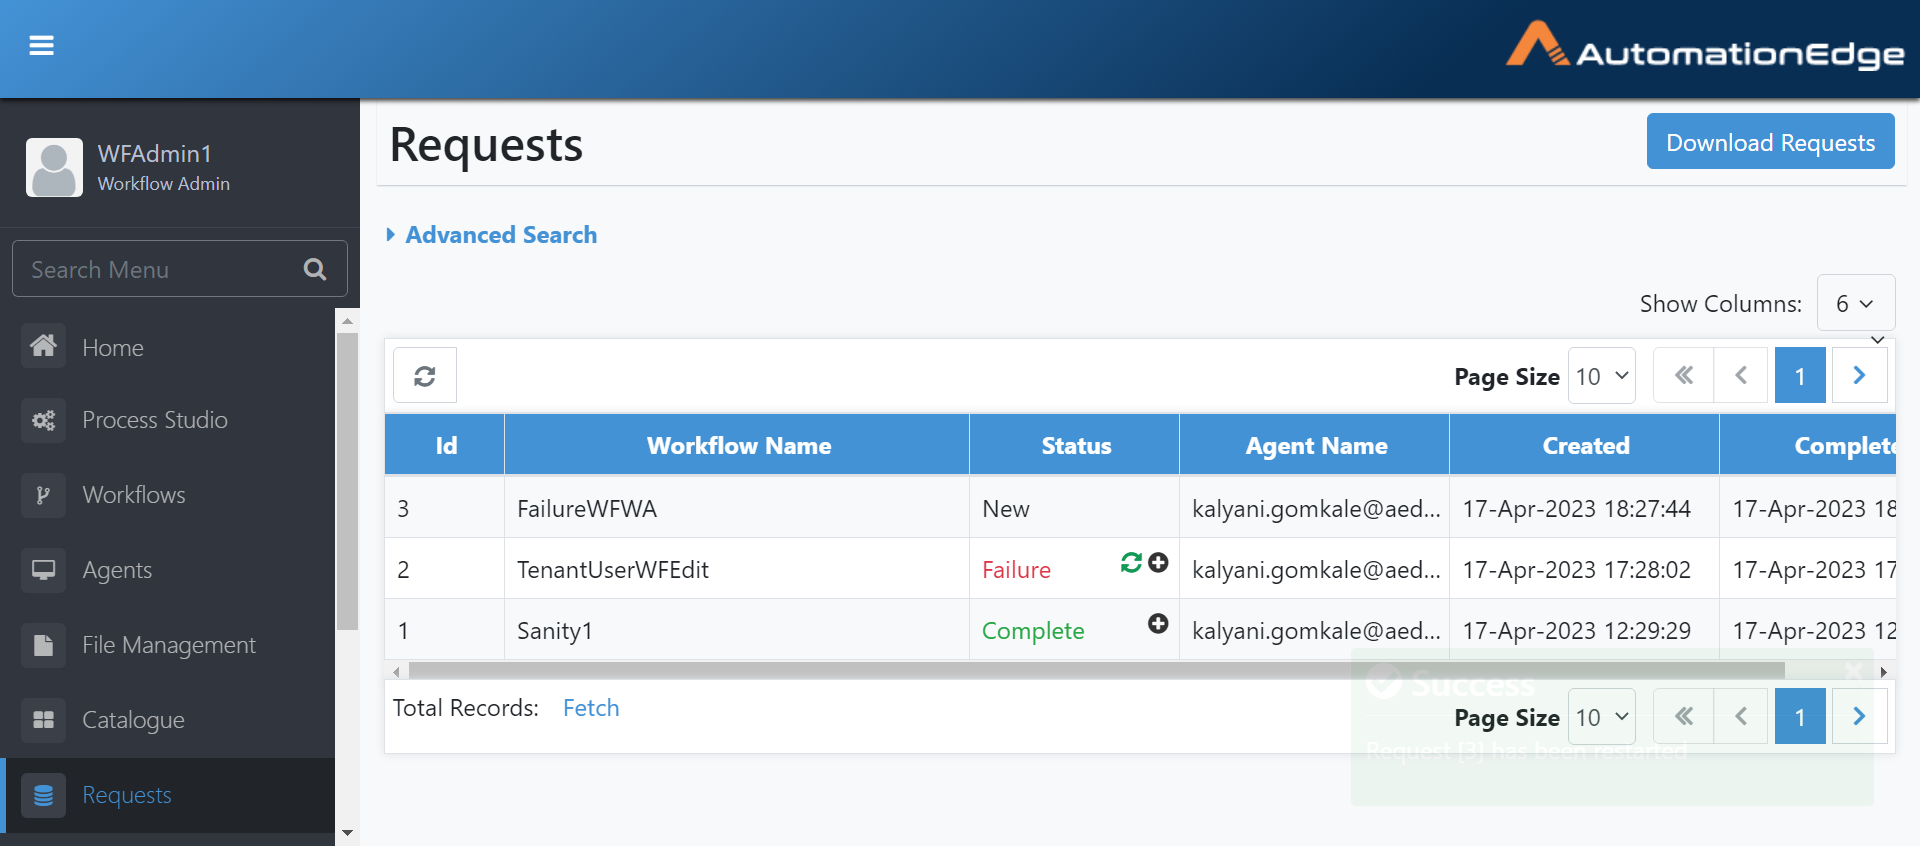 AutomationEdge
WFAdmin1
Workflow Admin
Search Menu
Home
Process Studio
Workflows
Agents
File Management
Catalogue
Requests
Requests
Download Requests
Advanced Search
Show Columns: 6
Page Size 10 1
Id Workflow Name Status Agent Name Created Complete
3 FailureWFWA New kalyani.gomkale@aed... 17-Apr-2023 18:27:44 17-Apr-2023 18
2 TenantUserWFEdit Failure kalyani.gomkale@aed... 17-Apr-2023 17:28:02 17-Apr-2023 17
1 Sanity1 Complete kalyani.gomkale@aed... 17-Apr-2023 12:29:29 17-Apr-2023 12
Success
Total Records: Fetch
Page Size 10 1
Request [3] has been restarted